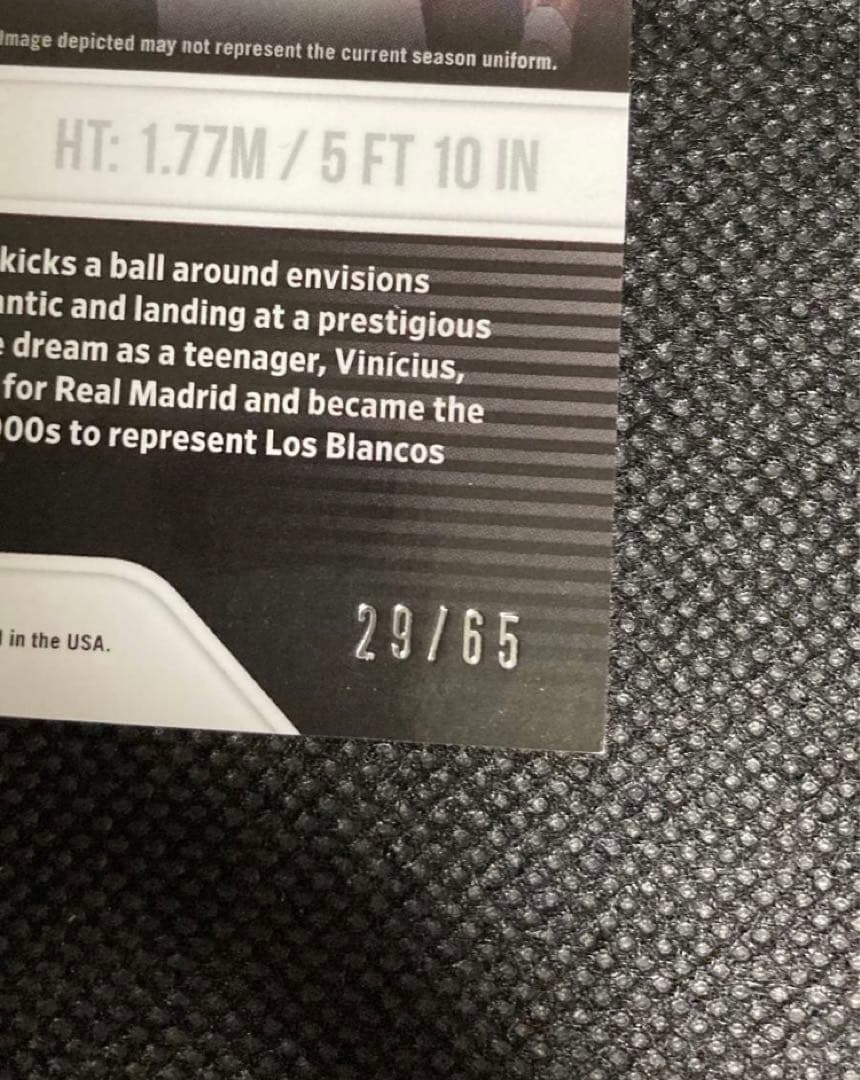 Image depicted may not represent the current season uniform.
HT: 1.77M / 5 FT 10 IN
kicks a ball around envisions
and landing at a prestigious
dream as a teenager, Vinícius,
for Real Madrid and became the
00s to represent Los Blancos
29/65
in the USA.